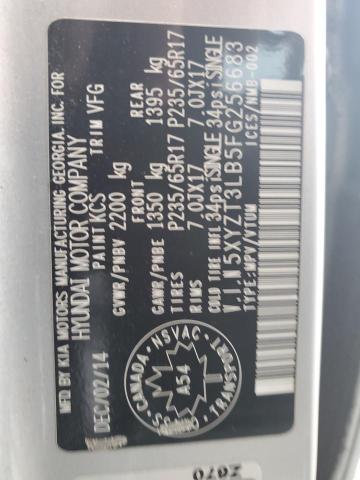 MFD BY KIA MOTORS MANUFACTURING GEORGIA. INC. FOR
HYUNDAI MOTOR COMPANY
PAINT KCS TRIM VFG
GVWR/PNBV 2200 kg
FRONT REAR
GAWR/PNBE 1350 kg 1395 kg
P235/65R17 P235/65R17
RIMS 7.0JX17 7.0JX17
COLD TIRE INFL 34psi/SINGLE 34psi/SINGLE
V.I.N 5XYZT3LB5FG256683
TYPE:MPV/VTUM ICES/NMB-002
DEC/02/14
CANADA
NSVAC
A54
TRANSPORT
Z070